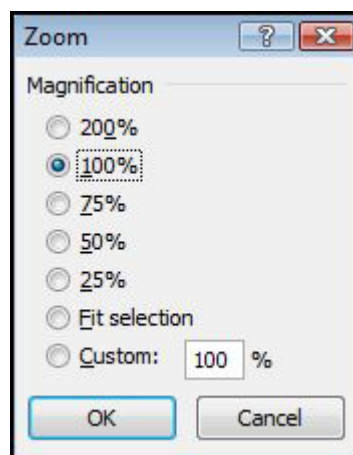 Zoom ?
Magnification
200%
100%
75%
50%
25%
Fit selection
Custom: 100 %
OK Cancel